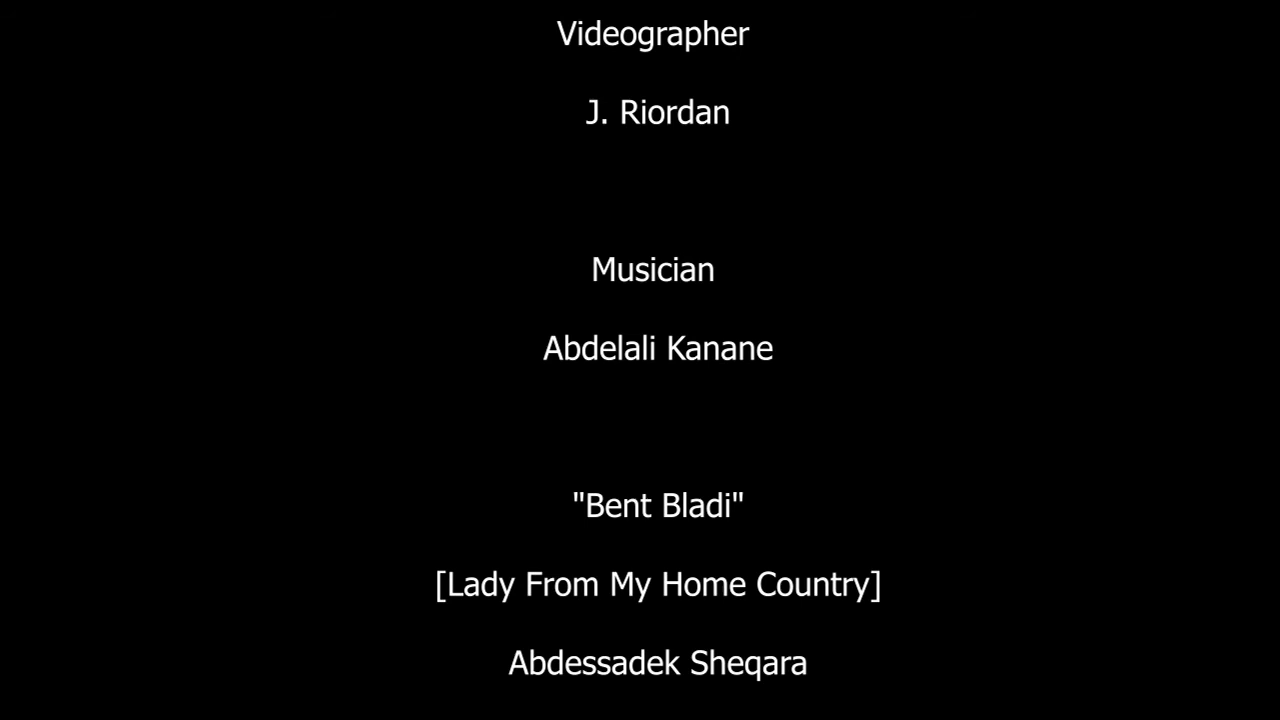 Videographer
J. Riordan
Musician
Abdelali Kanane
"Bent Bladi"
[Lady From My Home Country]
Abdessadek Sheqara